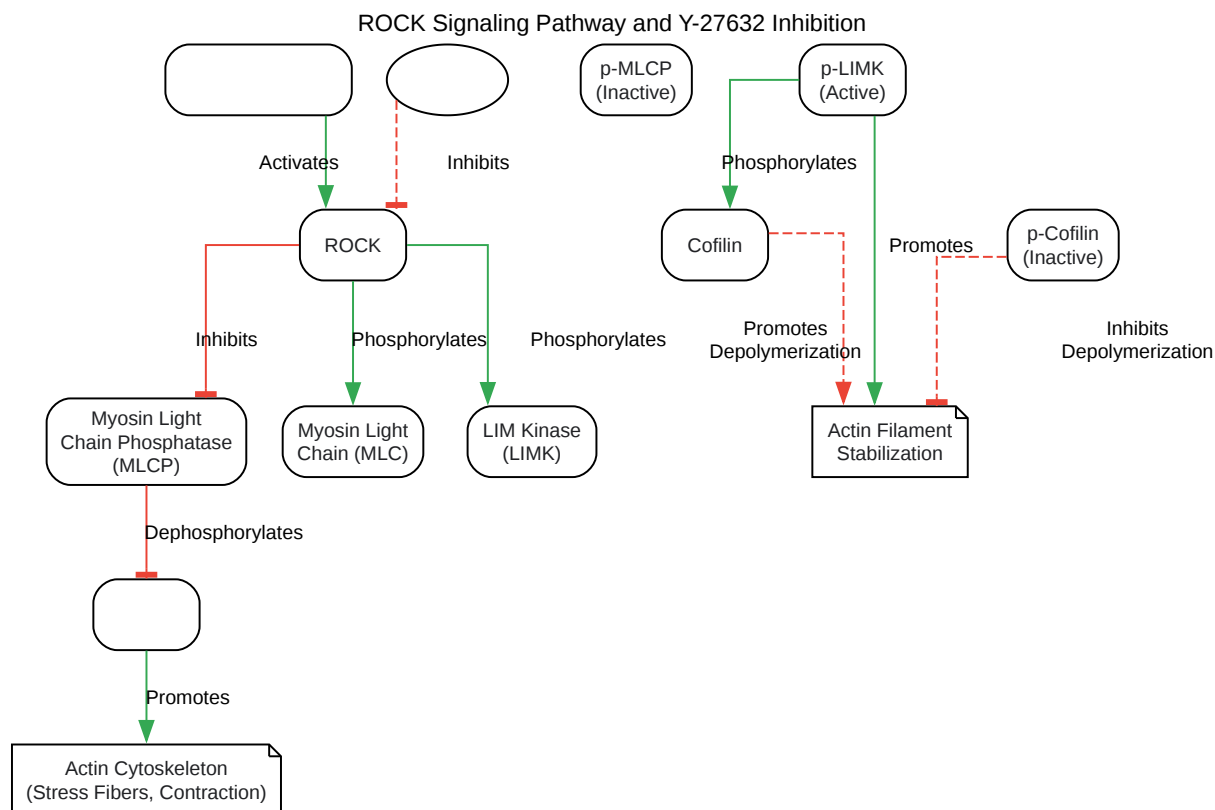 ROCK Signaling Pathway and Y-27632 Inhibition
p-MLCP
(Inactive)
p-LIMK
(Active)
Activates
Inhibits
Phosphorylates
ROCK
Cofilin
Promotes
p-Cofilin
(Inactive)
Inhibits
Phosphorylates
Phosphorylates
Promotes
Depolymerization
Inhibits
Depolymerization
Myosin Light
Chain Phosphatase
(MLCP)
Myosin Light
Chain (MLC)
LIM Kinase
(LIMK)
Actin Filament
Stabilization
Dephosphorylates
Promotes
Actin Cytoskeleton
(Stress Fibers, Contraction)